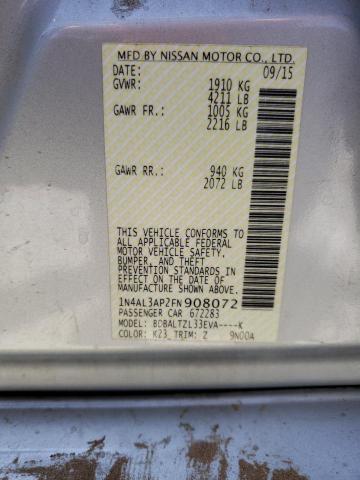 MFD BY NISSAN MOTOR CO., LTD.
DATE: 09/15
GVWR: 1910 KG
4211 LB
GAWR FR.: 1005 KG
2216 LB
GAWR RR.: 940 KG
2072 LB
THIS VEHICLE CONFORMS TO
ALL APPLICABLE FEDERAL
MOTOR VEHICLE SAFETY,
BUMPER, AND THEFT
PREVENTION STANDARDS IN
EFFECT ON THE DATE OF
MANUFACTURE SHOWN ABOVE.
1N4AL3AP2FN908072
PASSENGER CAR 672283
MODEL: BDBALTZL33EVA----K
COLOR: K23 TRIM: Z 9N00A